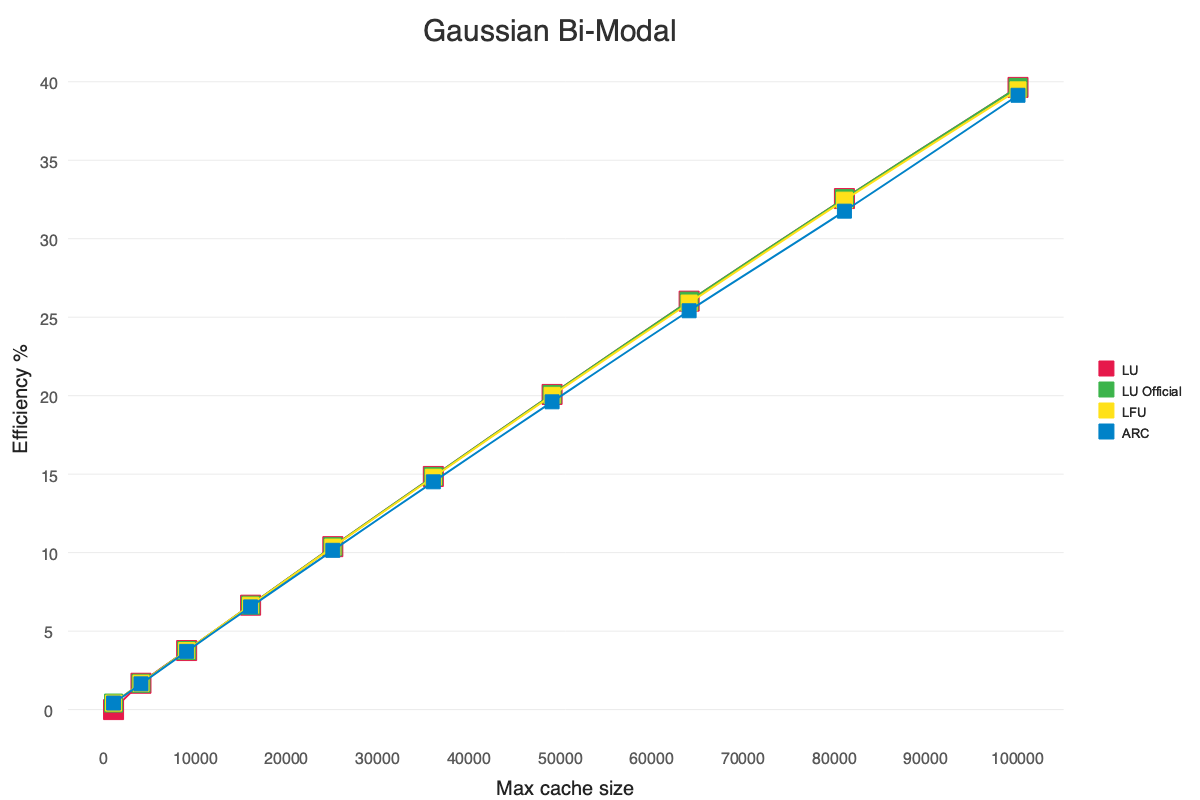 Gaussian Bi-Modal
40
35
30
25
20
15
10
5
0
Efficiency %
0 10000 20000 30000 40000 50000 60000 70000 80000 90000 100000
Max cache size
LU
LU Official
LFU
ARC